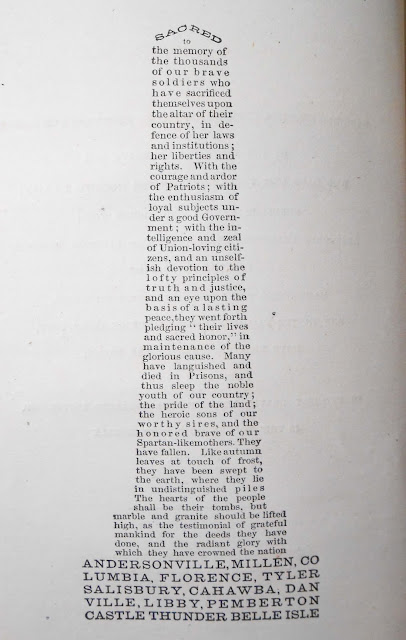 SACRED
to
the memory of
the thousands
of our brave
soldiers who
have sacrificed
themselves upon
the altar of their
country, in de-
fence of her laws
and institutions;
her liberties and
rights. With the
courage and ardor
of Patriots; with
the enthusiasm of
loyal subjects un-
der a good Govern-
ment; with the in-
telligence and zeal
of Union-loving citi-
zens, and an unself-
ish devotion to the
lofty principles of
truth and justice,
and an eye upon the
basis of a lasting
peace, they went forth
pledging "their lives
and sacred honor," in
maintenance of the
glorious cause. Many
have languished and
died in Prisons, and
thus sleep the noble
youth of our country;
the pride of the land;
the heroic sons of our
worthy sires, and the
honored brave of our
Spartan-like mothers. They
have fallen. Like autumn
leaves at touch of frost,
they have been swept to
the earth, where they lie
in undistinguished piles
The hearts of the people
shall be their tombs, but
marble and granite should be lifted
high, as the testimonial of grateful
mankind for the deeds they have
done, and the radiant glory with
which they have crowned the nation
ANDERSONVILLE, MILLEN, CO
LUMBIA, FLORENCE, TYLER
SALISBURY, CAHAWBA, DAN
VILLE, LIBBY, PEMBERTON
CASTLE THUNDER BELLE ISLE